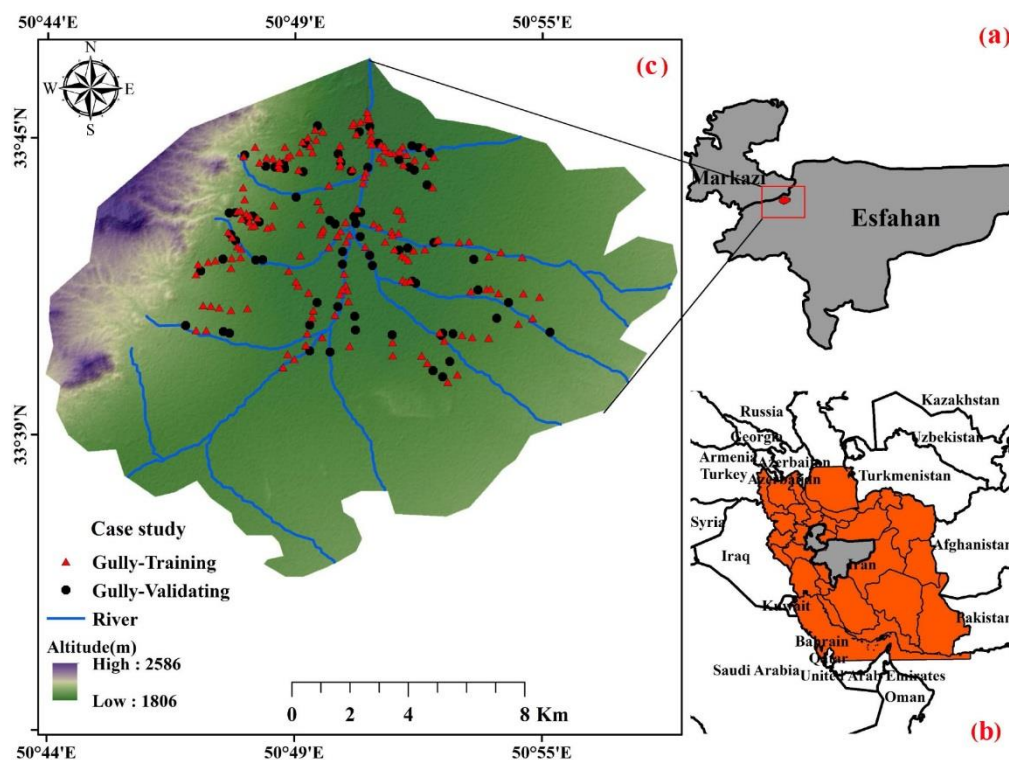 50°44'E 50°49'E 50°55'E
(c)
N
W E
S
33°45'N
33°39'N
Case study
Gully-Training
Gully-Validating
River
Altitude(m)
High : 2586
Low : 1806
0 2 4 8 Km
50°44'E 50°49'E 50°55'E
(a)
Markazi
Esfahan
Kazakhstan
Russia
Georgia
Uzbekistan
Armenia
Azerbaijan
Turkey
Azerbaijan
Turkmenistan
Syria
Iraq
Afghanistan
Iran
Kuwait
Pakistan
Bahrain
Qatar
Saudi Arabia
United Arab Emirates
Oman
(b)